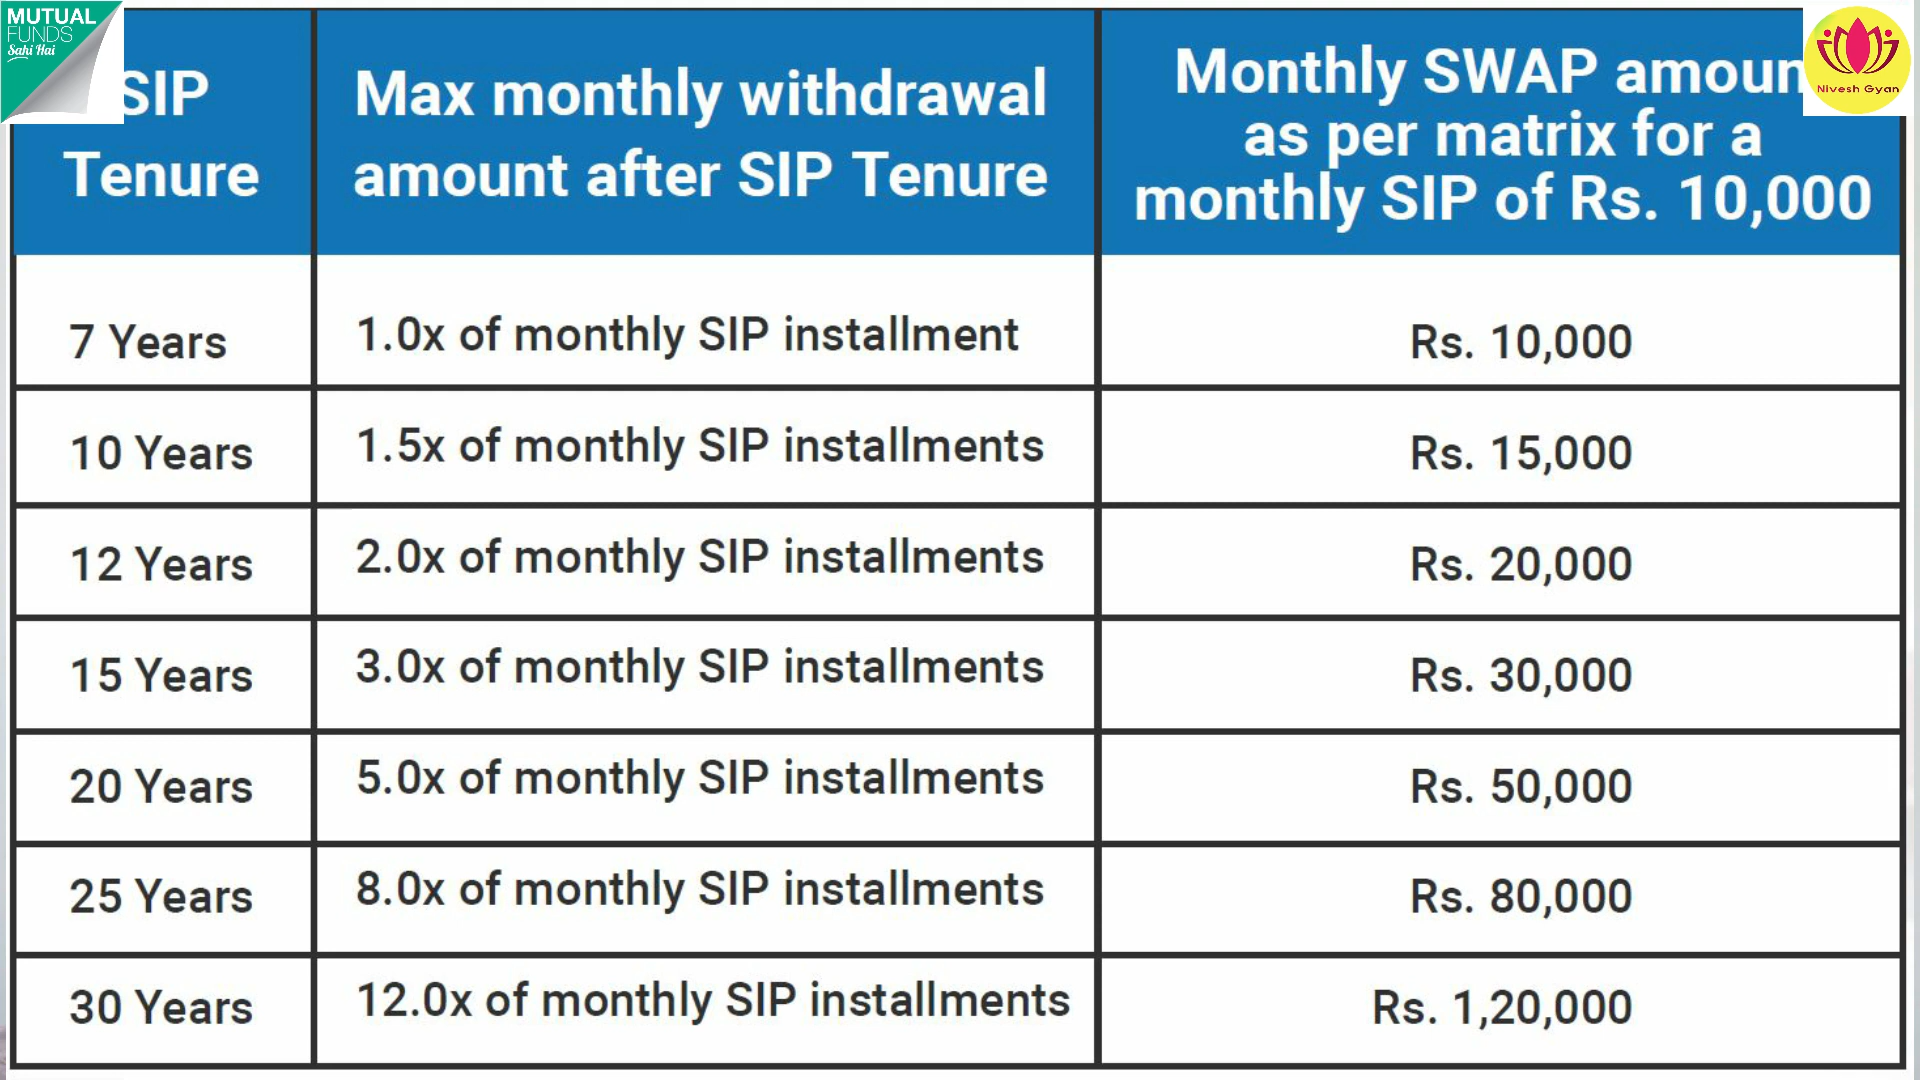 MUTUAL
FUNDS
Sahi Hai
SIP
Tenure
Max monthly withdrawal
amount after SIP Tenure
Monthly SWAP amoun
as per matrix for a
monthly SIP of Rs. 10,000
Nivesh Gyan
7 Years 1.0x of monthly SIP installment Rs. 10,000
10 Years 1.5x of monthly SIP installments Rs. 15,000
12 Years 2.0x of monthly SIP installments Rs. 20,000
15 Years 3.0x of monthly SIP installments Rs. 30,000
20 Years 5.0x of monthly SIP installments Rs. 50,000
25 Years 8.0x of monthly SIP installments Rs. 80,000
30 Years 12.0x of monthly SIP installments Rs. 1,20,000